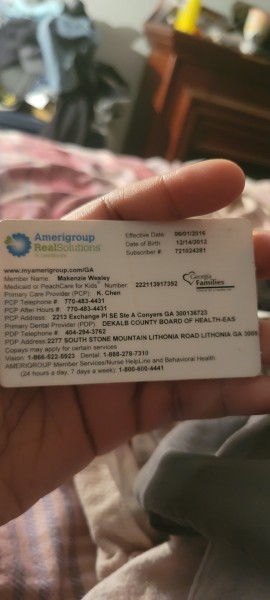 Amerigroup
RealSolutions
in healthcare
Effective Date: 06/01/2016
Date of Birth: 12/14/2012
Subscriber #: 721024291
www.myamerigroup.com/GA
Member Name: Makenzie Wesley
Medicaid or PeachCare for Kids Number: 222113917392
Georgia Families
Primary Care Provider (PCP): K. Chen
PCP Telephone #: 770-483-4431
PCP After Hours #: 770-483-4431
PCP Address: 2213 Exchange Pl SE Ste A Conyers GA 300136723
Primary Dental Provider (PDP): DEKALB COUNTY BOARD OF HEALTH-EAS
PDP Telephone #: 404-294-3762
PDP Address: 2277 SOUTH STONE MOUNTAIN LITHONIA ROAD LITHONIA GA
Copays may apply for certain services
Vision: 1-866-522-5923 Dental: 1-888-278-7310
AMERIGROUP Member Services/Nurse HelpLine and Behavioral Health
(24 hours a day, 7 days a week): 1-800-600-4441